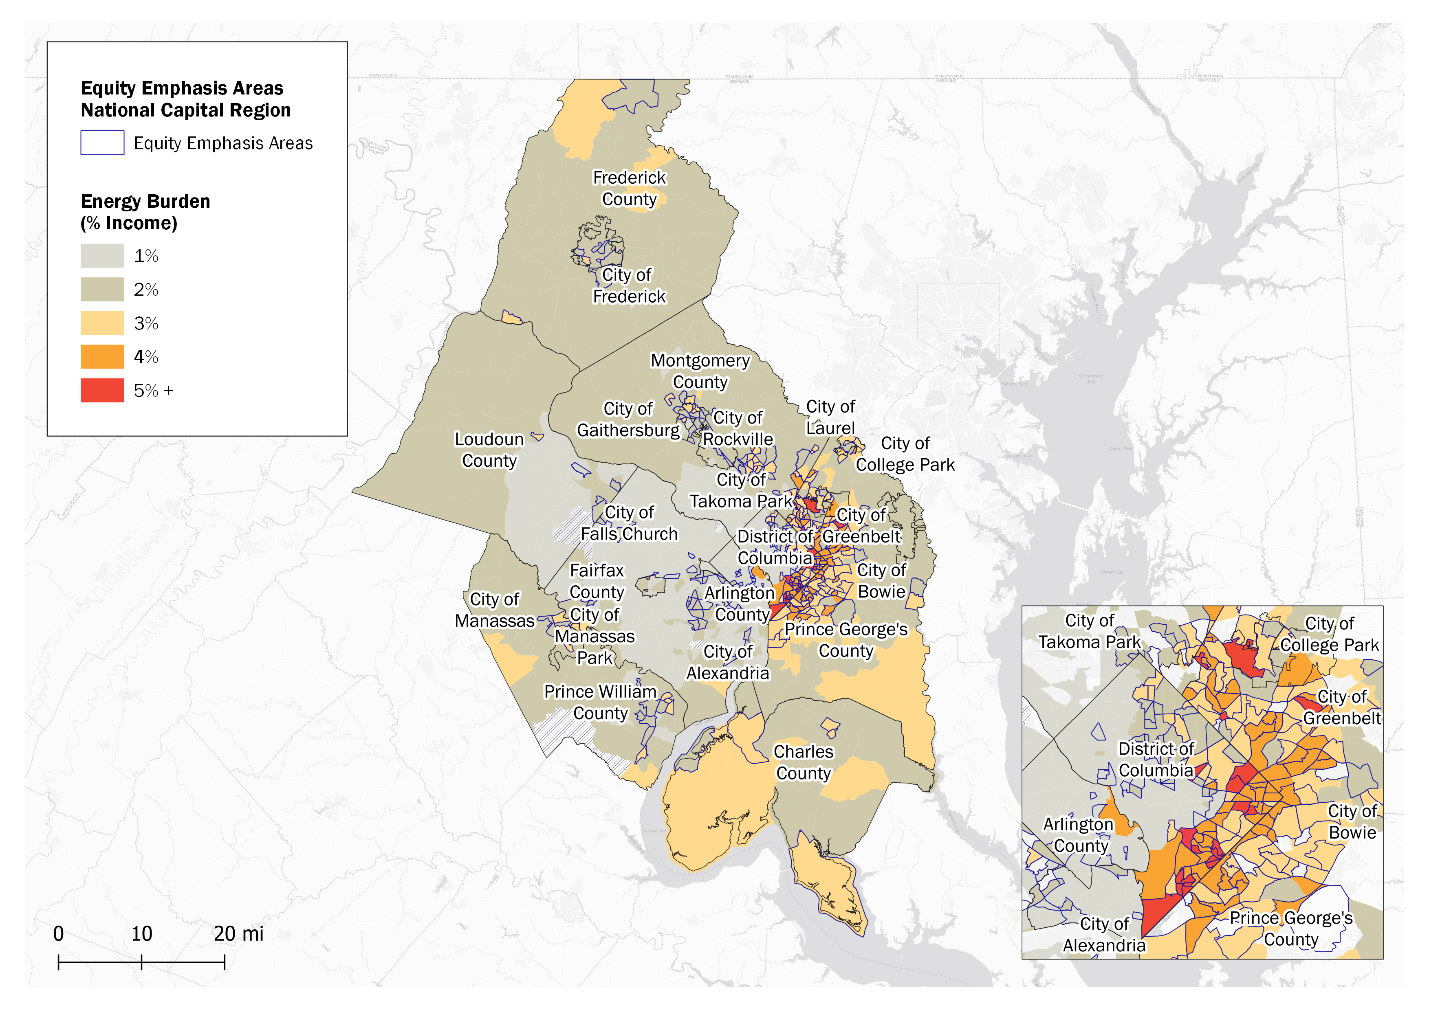 Equity Emphasis Areas
National Capital Region
Equity Emphasis Areas
Energy Burden
(% Income)
1%
2%
3%
4%
5% +
Frederick
County
City of
Frederick
Montgomery
County
City of
Gaithersburg
City of
Rockville
City of
Laurel
City of
College Park
Loudoun
County
City of
Takoma Park
City of
Falls Church
District of
Columbia
City of
Greenbelt
Fairfax
County
City of
Bowie
City of
Manassas
Arlington
County
City of
Manassas
Park
Prince George's
County
City of
Alexandria
Prince William
County
Charles
County
0 10 20 mi
City of
Takoma Park
City of
College Park
City of
Greenbelt
District of
Columbia
City of
Bowie
Arlington
County
City of
Alexandria
Prince George's
County